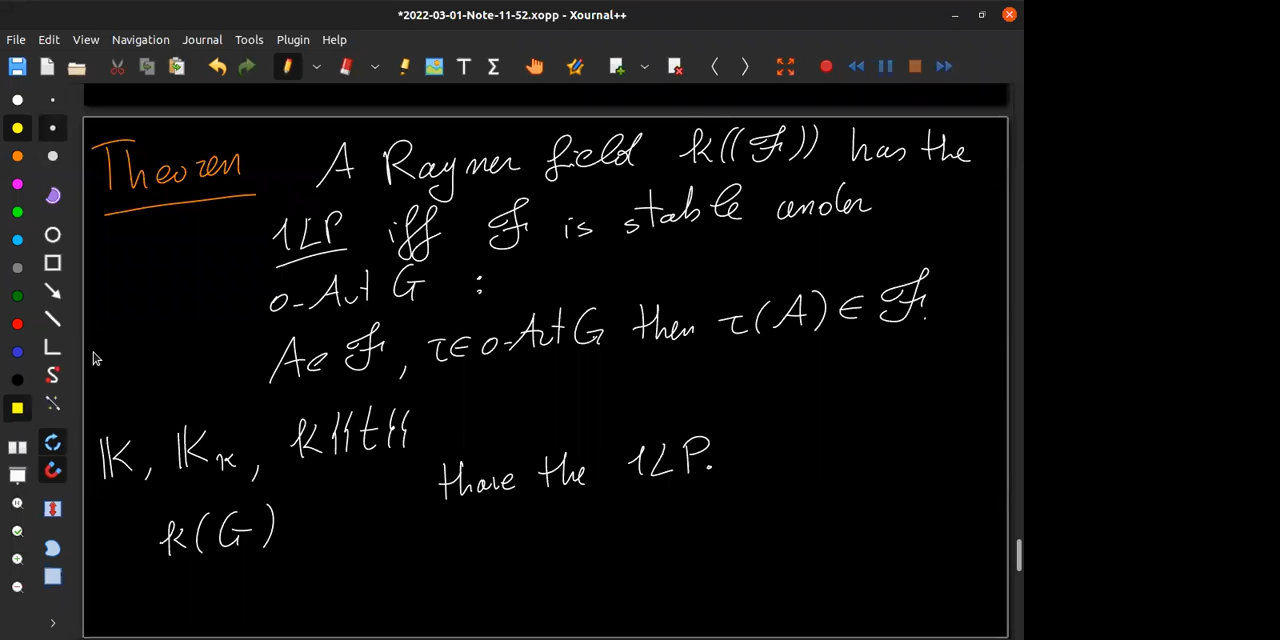 *2022-03-01-Note-11-52.xopp - Xournal++
File Edit View Navigation Journal Tools Plugin Help
Theorem A Rayner field k((𝓕)) has the
1LP iff 𝓕 is stable under
o-Aut G :
A∈ 𝓕, τ∈ o-Aut G then τ(A) ∈ 𝓕.
𝕂, 𝕂κ, k{{t}}
thave the 1LP.
k(G)